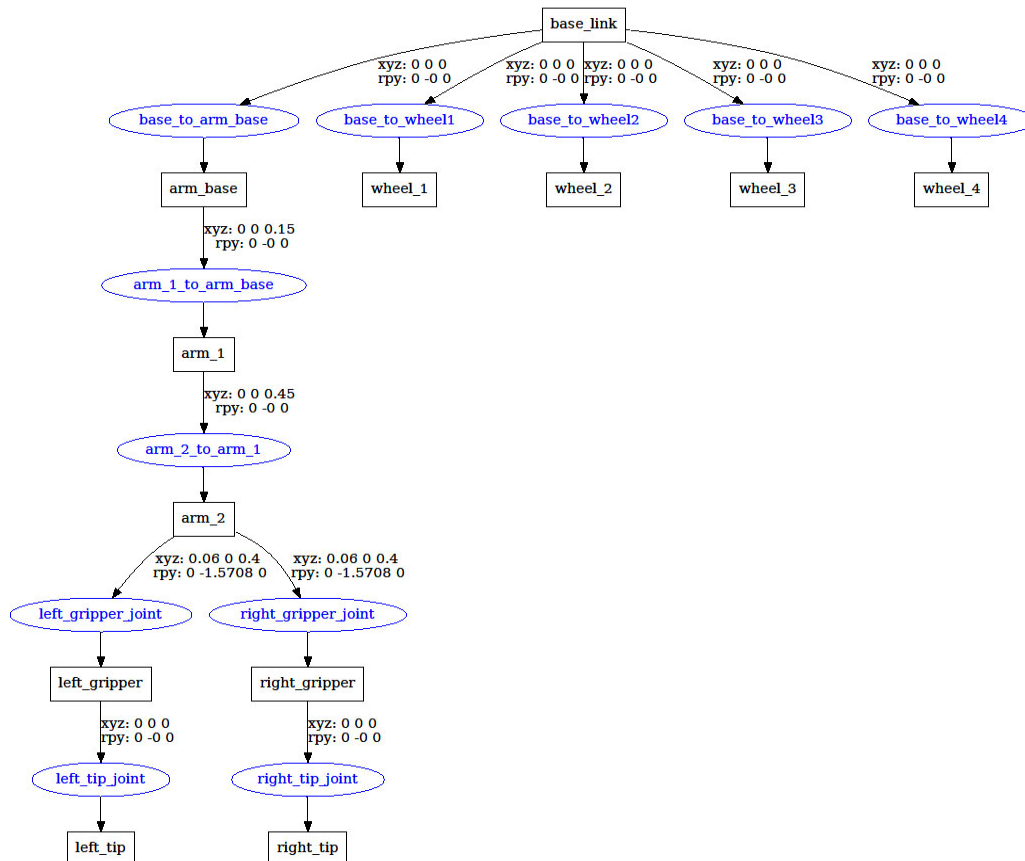 base_link
xyz: 0 0 0
rpy: 0 -0 0
xyz: 0 0 0
rpy: 0 -0 0
xyz: 0 0 0
rpy: 0 -0 0
xyz: 0 0 0
rpy: 0 -0 0
xyz: 0 0 0
rpy: 0 -0 0
base_to_arm_base
base_to_wheel1
base_to_wheel2
base_to_wheel3
base_to_wheel4
arm_base
wheel_1
wheel_2
wheel_3
wheel_4
xyz: 0 0 0.15
rpy: 0 -0 0
arm_1_to_arm_base
arm_1
xyz: 0 0 0.45
rpy: 0 -0 0
arm_2_to_arm_1
arm_2
xyz: 0.06 0 0.4
rpy: 0 -1.5708 0
xyz: 0.06 0 0.4
rpy: 0 -1.5708 0
left_gripper_joint
right_gripper_joint
left_gripper
right_gripper
xyz: 0 0 0
rpy: 0 -0 0
xyz: 0 0 0
rpy: 0 -0 0
left_tip_joint
right_tip_joint
left_tip
right_tip